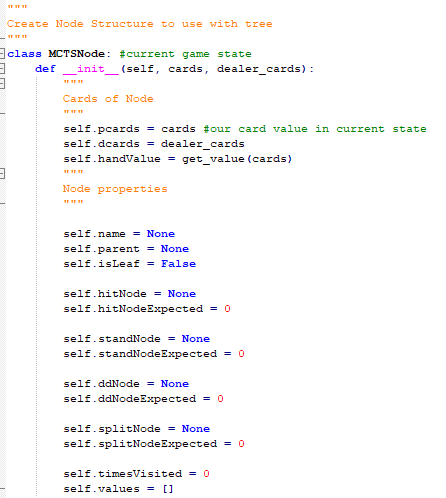 """
Create Node Structure to use with tree
"""
class MCTSNode: #current game state
def __init__(self, cards, dealer_cards):
"""
Cards of Node
"""
self.pcards = cards #our card value in current state
self.dcards = dealer_cards
self.handValue = get_value(cards)
"""
Node properties
"""
self.name = None
self.parent = None
self.isLeaf = False
self.hitNode = None
self.hitNodeExpected = 0
self.standNode = None
self.standNodeExpected = 0
self.ddNode = None
self.ddNodeExpected = 0
self.splitNode = None
self.splitNodeExpected = 0
self.timesVisited = 0
self.values = []